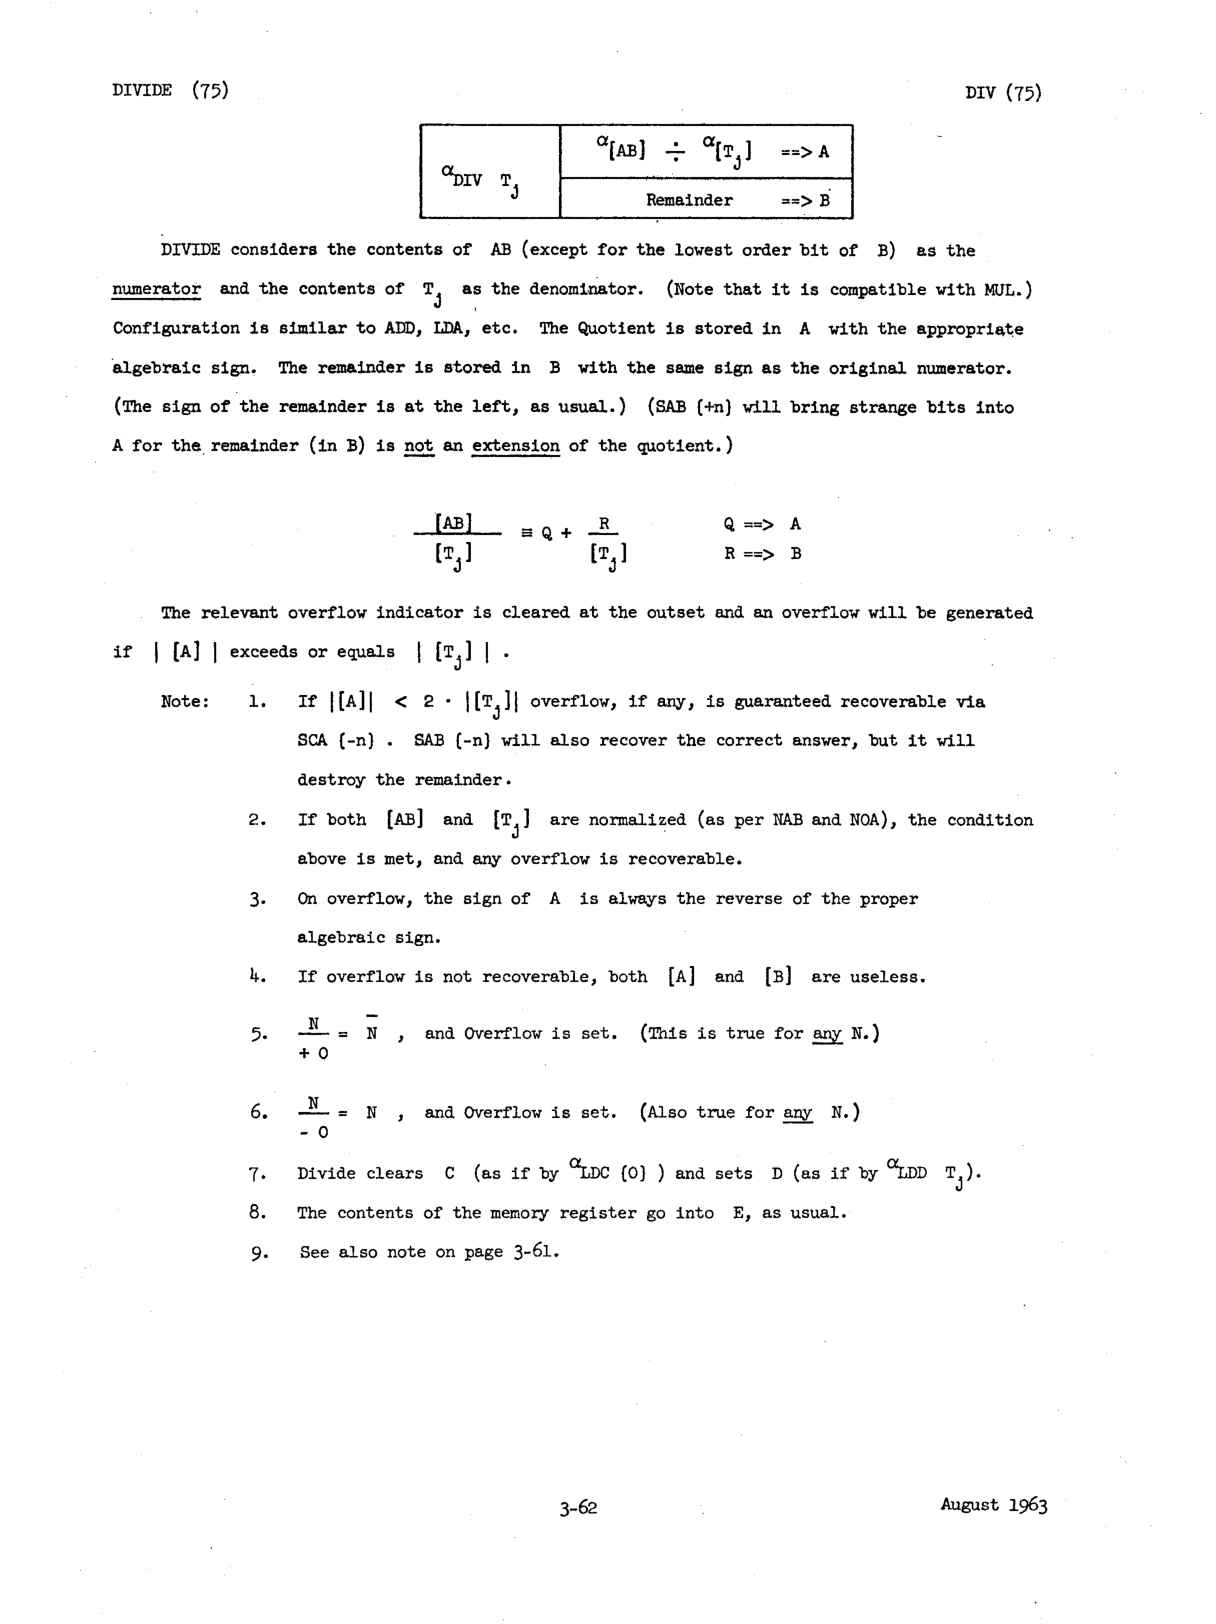 DIVIDE (75) DIV (75)
αDIV Tj
α[AB] ÷ α[Tj] ==> A
Remainder ==> B
DIVIDE considers the contents of AB (except for the lowest order bit of B) as the
numerator and the contents of Tj as the denominator. (Note that it is compatible with MUL.)
Configuration is similar to ADD, LDA, etc. The Quotient is stored in A with the appropriate
algebraic sign. The remainder is stored in B with the same sign as the original numerator.
(The sign of the remainder is at the left, as usual.) (SAB {+n} will bring strange bits into
A for the remainder (in B) is not an extension of the quotient.)
[AB] / [Tj] ≡ Q + R / [Tj] Q ==> A
R ==> B
The relevant overflow indicator is cleared at the outset and an overflow will be generated
if | [A] | exceeds or equals | [Tj] | .
Note: 1. If |[A]| < 2 · |[Tj]| overflow, if any, is guaranteed recoverable via
SCA {-n} . SAB {-n} will also recover the correct answer, but it will
destroy the remainder.
2. If both [AB] and [Tj] are normalized (as per NAB and NOA), the condition
above is met, and any overflow is recoverable.
3. On overflow, the sign of A is always the reverse of the proper
algebraic sign.
4. If overflow is not recoverable, both [A] and [B] are useless.
5. N / + 0 = N̅ , and Overflow is set. (This is true for any N.)
6. N / - 0 = N , and Overflow is set. (Also true for any N.)
7. Divide clears C (as if by αLDC {0} ) and sets D (as if by αLDD Tj).
8. The contents of the memory register go into E, as usual.
9. See also note on page 3-61.
3-62 August 1963